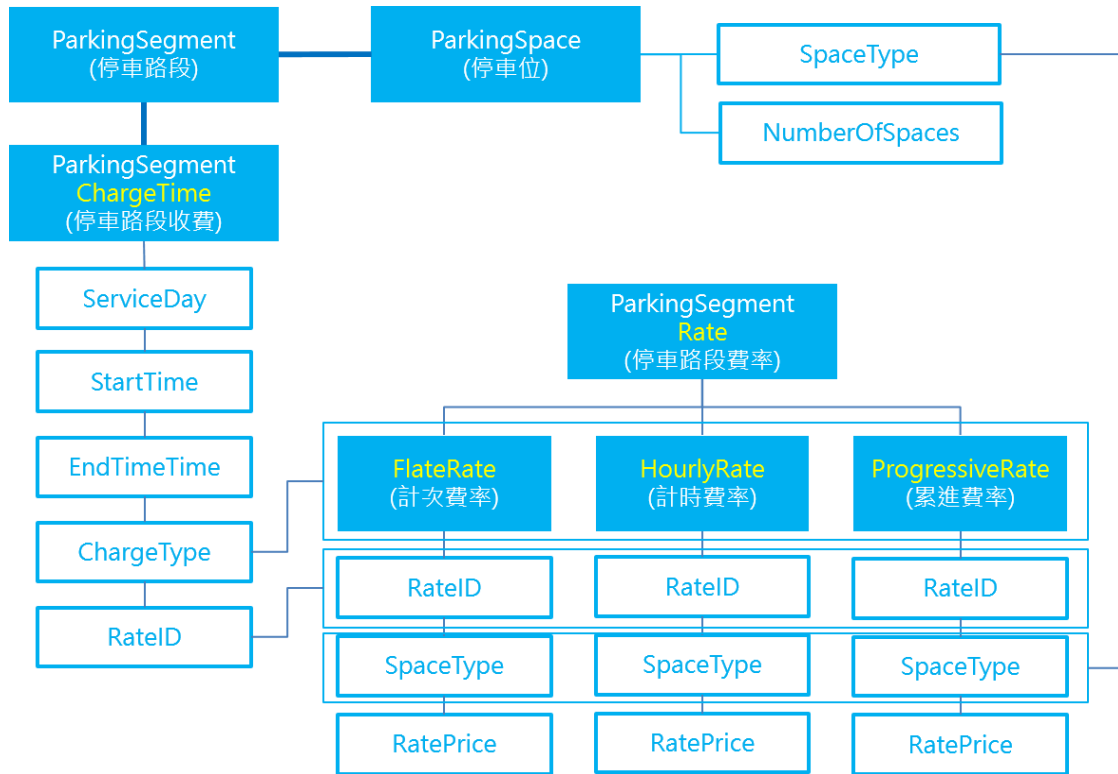 ParkingSegment
(停車路段)
ParkingSpace
(停車位)
SpaceType
NumberOfSpaces
ParkingSegment
ChargeTime
(停車路段收費)
ServiceDay
StartTime
EndTimeTime
ChargeType
RateID
ParkingSegment
Rate
(停車路段費率)
FlateRate
(計次費率)
HourlyRate
(計時費率)
ProgressiveRate
(累進費率)
RateID
RateID
RateID
SpaceType
SpaceType
SpaceType
RatePrice
RatePrice
RatePrice